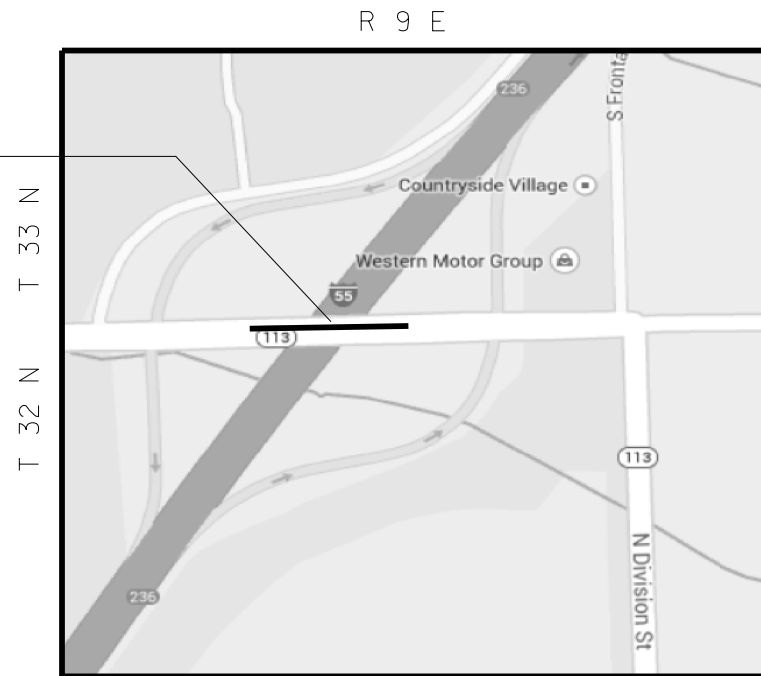 R 9 E
236
S Fronta
Countryside Village
T 33 N
Western Motor Group
55
113
T 32 N
113
N Division St
236